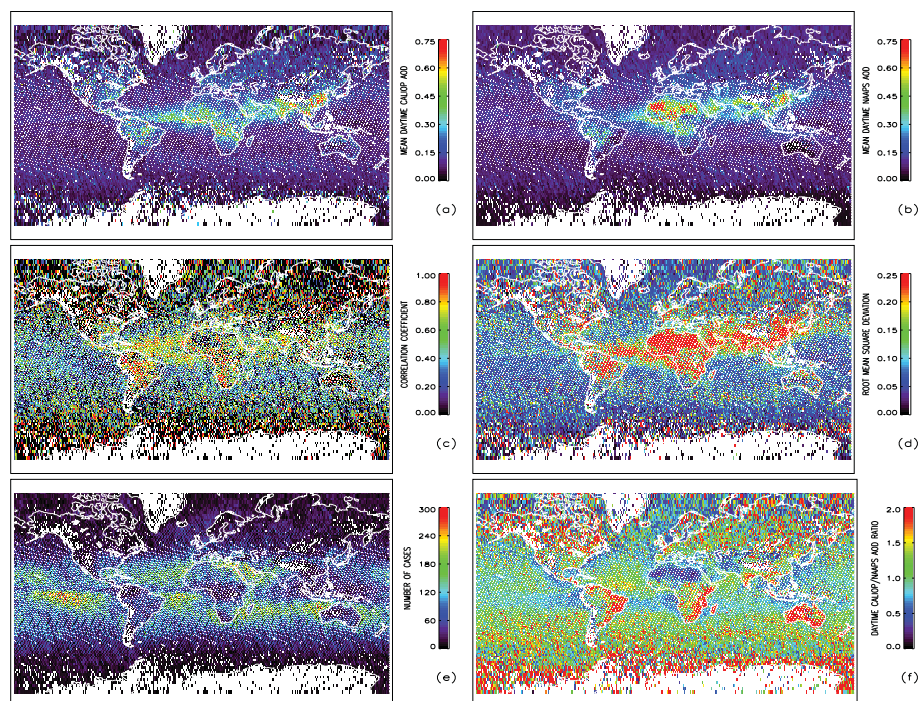 0.75
0.60
0.45
0.30
0.15
0.00
MEAN DAYTIME CALIOP AOD
(a)
0.75
0.60
0.45
0.30
0.15
0.00
MEAN DAYTIME NAAPS AOD
(b)
1.00
0.80
0.60
0.40
0.20
0.00
CORRELATION COEFFICIENT
(c)
0.25
0.20
0.15
0.10
0.05
0.00
ROOT MEAN SQUARE DEVIATION
(d)
300
240
180
120
60
0
NUMBER OF CASES
(e)
2.0
1.5
1.0
0.5
0.0
DAYTIME CALIOP/NAAPS AOD RATIO
(f)